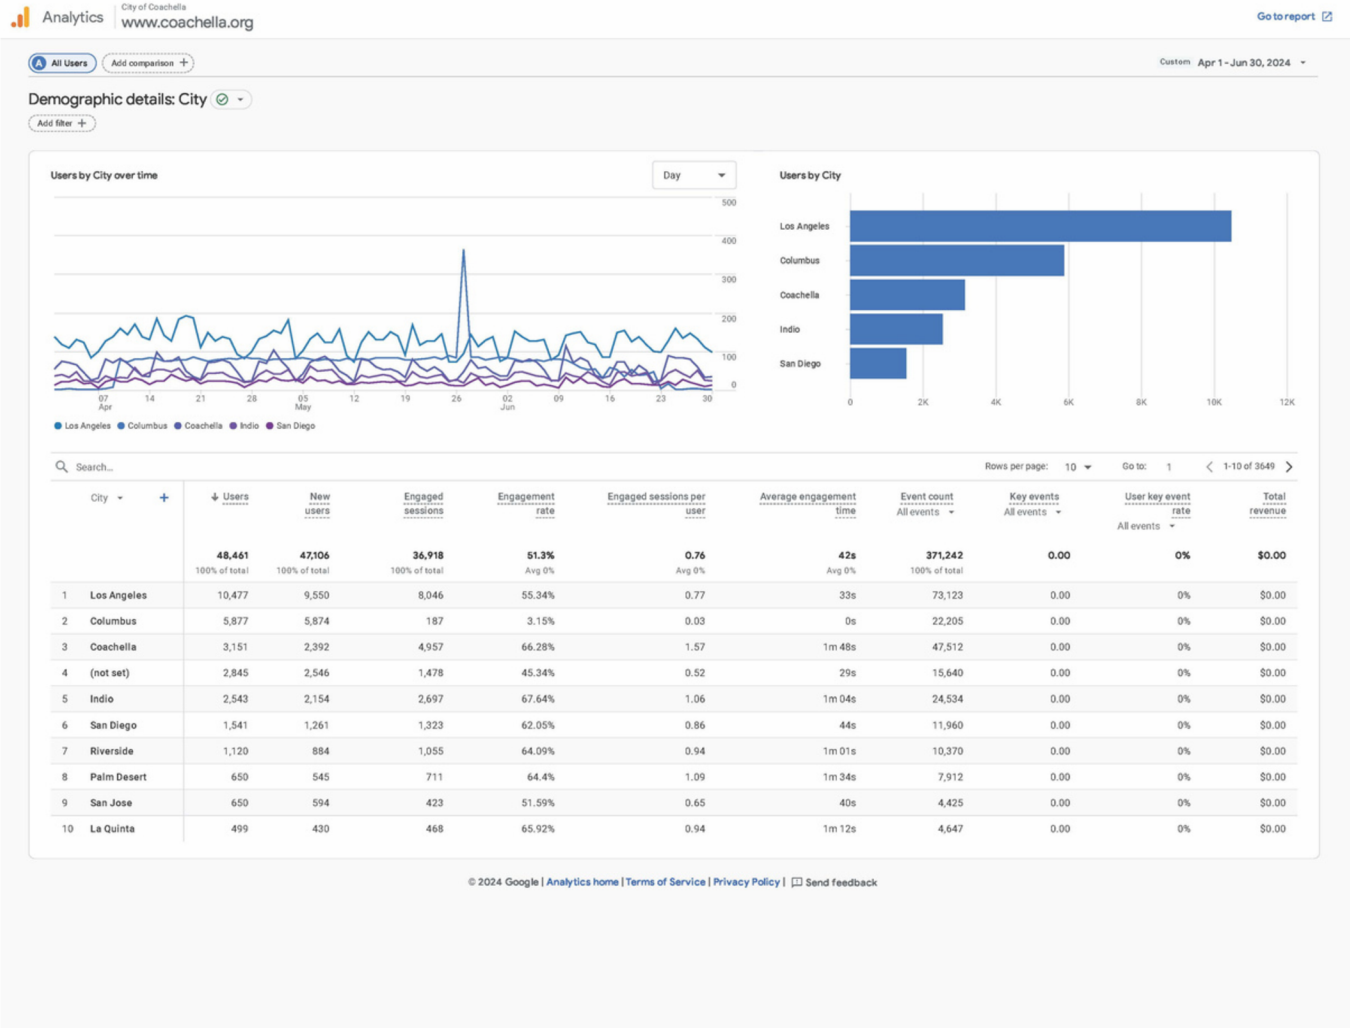 City of Coachella
Analytics www.coachella.org
Go to report
A All Users Add comparison +
Custom Apr 1 - Jun 30, 2024
Demographic details: City
Add filter +
Users by City over time
Day
500
400
300
200
100
0
07 14 21 28 05 12 19 26 02 09 16 23 30
Apr May Jun
Los Angeles Columbus Coachella Indio San Diego
Users by City
Los Angeles
Columbus
Coachella
Indio
San Diego
0 2K 4K 6K 8K 10K 12K
Search...
Rows per page: 10 Go to: 1 1-10 of 3649
City + Users New users Engaged sessions Engagement rate Engaged sessions per user Average engagement time Event count All events Key events All events User key event rate All events Total revenue
48,461 47,106 36,918 51.3% 0.76 42s 371,242 0.00 0% $0.00
100% of total 100% of total 100% of total Avg 0% Avg 0% Avg 0% 100% of total
1 Los Angeles 10,477 9,550 8,046 55.34% 0.77 33s 73,123 0.00 0% $0.00
2 Columbus 5,877 5,874 187 3.15% 0.03 0s 22,205 0.00 0% $0.00
3 Coachella 3,151 2,392 4,957 66.28% 1.57 1m 48s 47,512 0.00 0% $0.00
4 (not set) 2,845 2,546 1,478 45.34% 0.52 29s 15,640 0.00 0% $0.00
5 Indio 2,543 2,154 2,697 67.64% 1.06 1m 04s 24,534 0.00 0% $0.00
6 San Diego 1,541 1,261 1,323 62.05% 0.86 44s 11,960 0.00 0% $0.00
7 Riverside 1,120 884 1,055 64.09% 0.94 1m 01s 10,370 0.00 0% $0.00
8 Palm Desert 650 545 711 64.4% 1.09 1m 34s 7,912 0.00 0% $0.00
9 San Jose 650 594 423 51.59% 0.65 40s 4,425 0.00 0% $0.00
10 La Quinta 499 430 468 65.92% 0.94 1m 12s 4,647 0.00 0% $0.00
© 2024 Google | Analytics home | Terms of Service | Privacy Policy | Send feedback